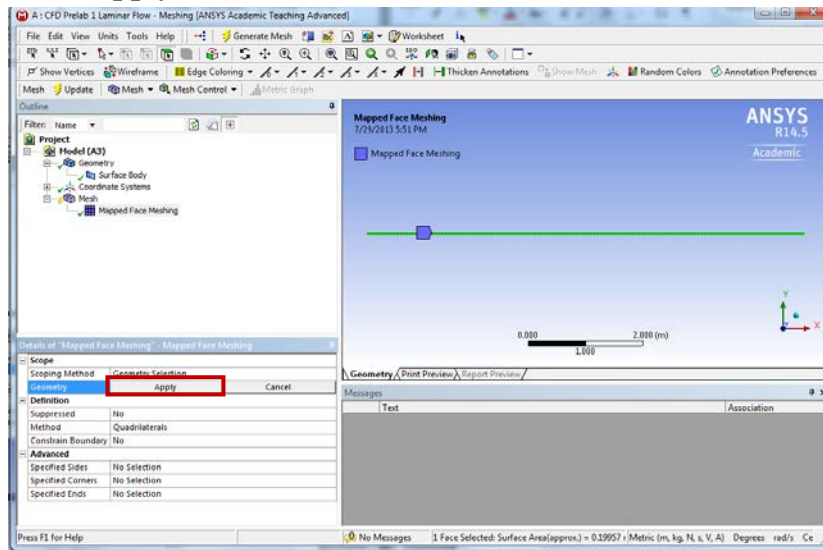 A : CFD Prelab 1 Laminar Flow - Meshing [ANSYS Academic Teaching Advanced]
File Edit View Units Tools Help Generate Mesh Worksheet
Show Vertices Wireframe Edge Coloring Thicken Annotations Show Mesh Random Colors Annotation Preferences
Mesh Update Mesh Mesh Control Metric Graph
Outline
Filter: Name
Project
Model (A3)
Geometry
Surface Body
Coordinate Systems
Mesh
Mapped Face Meshing
Mapped Face Meshing
7/29/2013 5:51 PM
Mapped Face Meshing
ANSYS
R14.5
Academic
Y
X
0.000 2.000 (m)
1.000
Details of "Mapped Face Meshing" - Mapped Face Meshing
Scope
Scoping Method Geometry Selection
Geometry Apply Cancel
Definition
Suppressed No
Method Quadrilaterals
Constrain Boundary No
Advanced
Specified Sides No Selection
Specified Corners No Selection
Specified Ends No Selection
Geometry Print Preview Report Preview
Messages
Text Association
Press F1 for Help No Messages 1 Face Selected: Surface Area(approx.) = 0.19957 Metric (m, kg, N, s, V, A) Degrees rad/s Ce